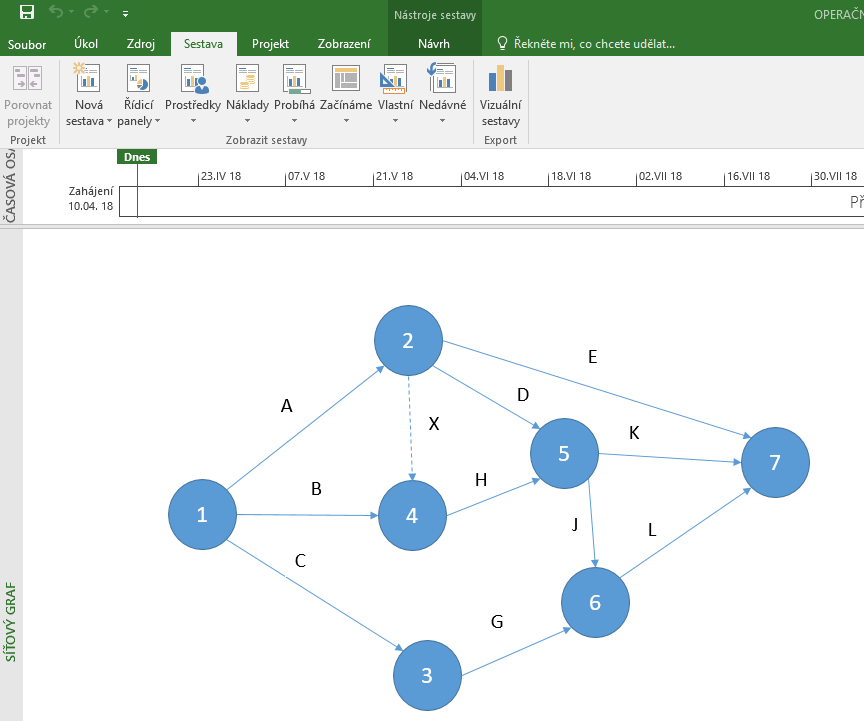 Nástroje sestavy
OPERAČN
Soubor Úkol Zdroj Sestava Projekt Zobrazení Návrh Řekněte mi, co chcete udělat...
Porovnat projekty
Nová sestava
Řídicí panely
Prostředky
Náklady
Probíhá
Začínáme
Vlastní
Nedávné
Vizuální sestavy
Projekt
Zobrazit sestavy
Export
ČASOVÁ OSA
Dnes
23.IV 18 07.V 18 21.V 18 04.VI 18 18.VI 18 02.VII 18 16.VII 18 30.VII 18
Zahájení
10.04. 18
Př
SÍŤOVÝ GRAF
2
E
A
D
X
K
5
7
B
H
1
4
J
L
C
6
G
3